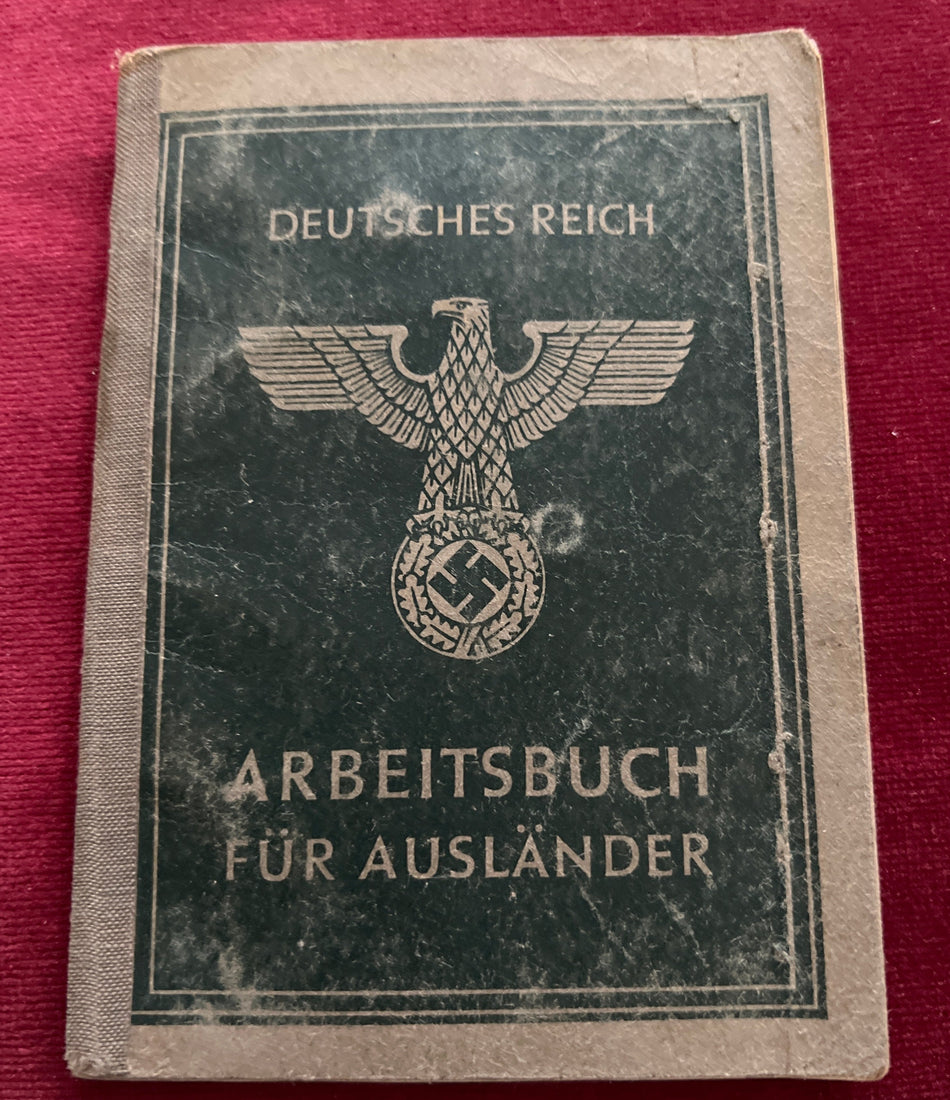 DEUTSCHES REICH
ARBEITSBUCH
FÜR AUSLÄNDER